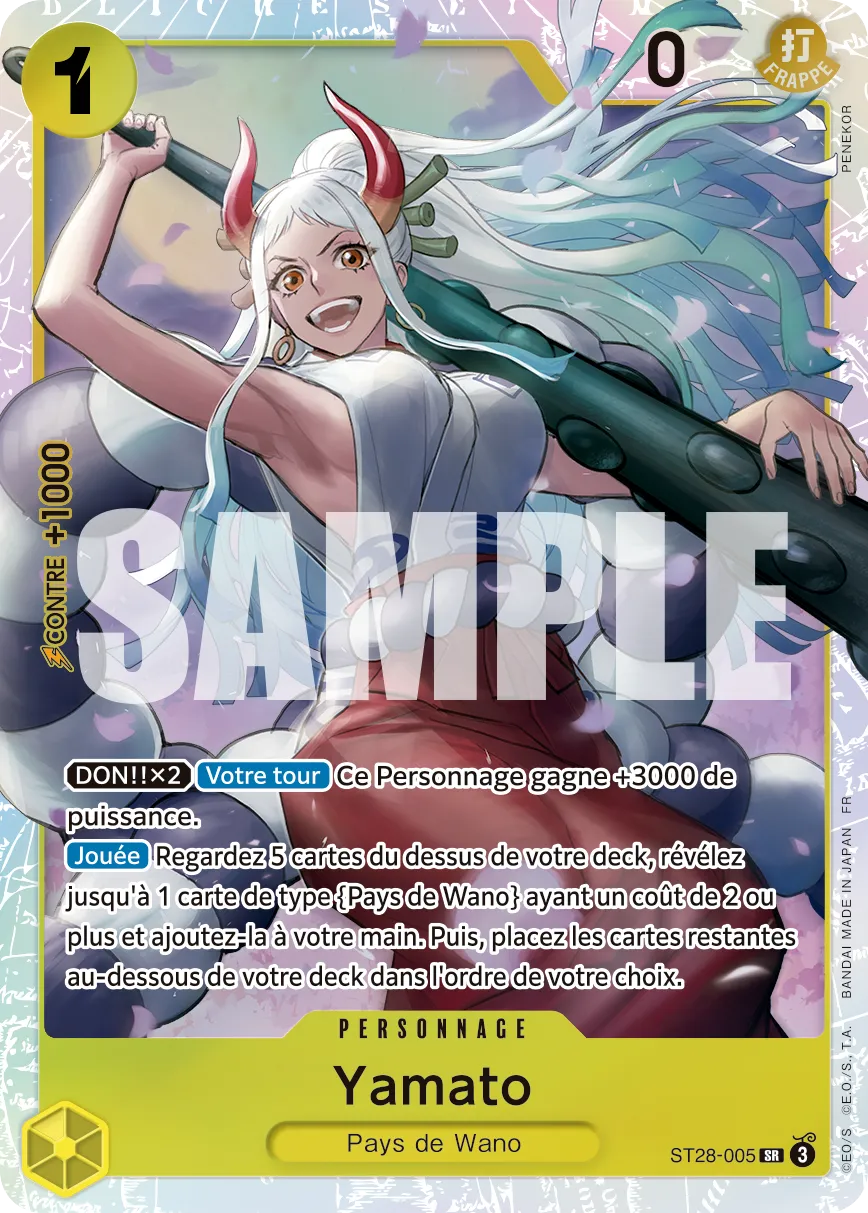 1
0
打
FRAPPE
PENEKOR
CONTRE +1000
SAMPLE
DON!!×2 Votre tour Ce Personnage gagne +3000 de
puissance.
Jouée Regardez 5 cartes du dessus de votre deck, révélez
jusqu'à 1 carte de type {Pays de Wano} ayant un coût de 2 ou
plus et ajoutez-la à votre main. Puis, placez les cartes restantes
au-dessous de votre deck dans l'ordre de votre choix.
BANDAI MADE IN JAPAN FR
©EO/S ©E.O./S., T.A.
PERSONNAGE
Yamato
Pays de Wano
ST28-005 SR 3